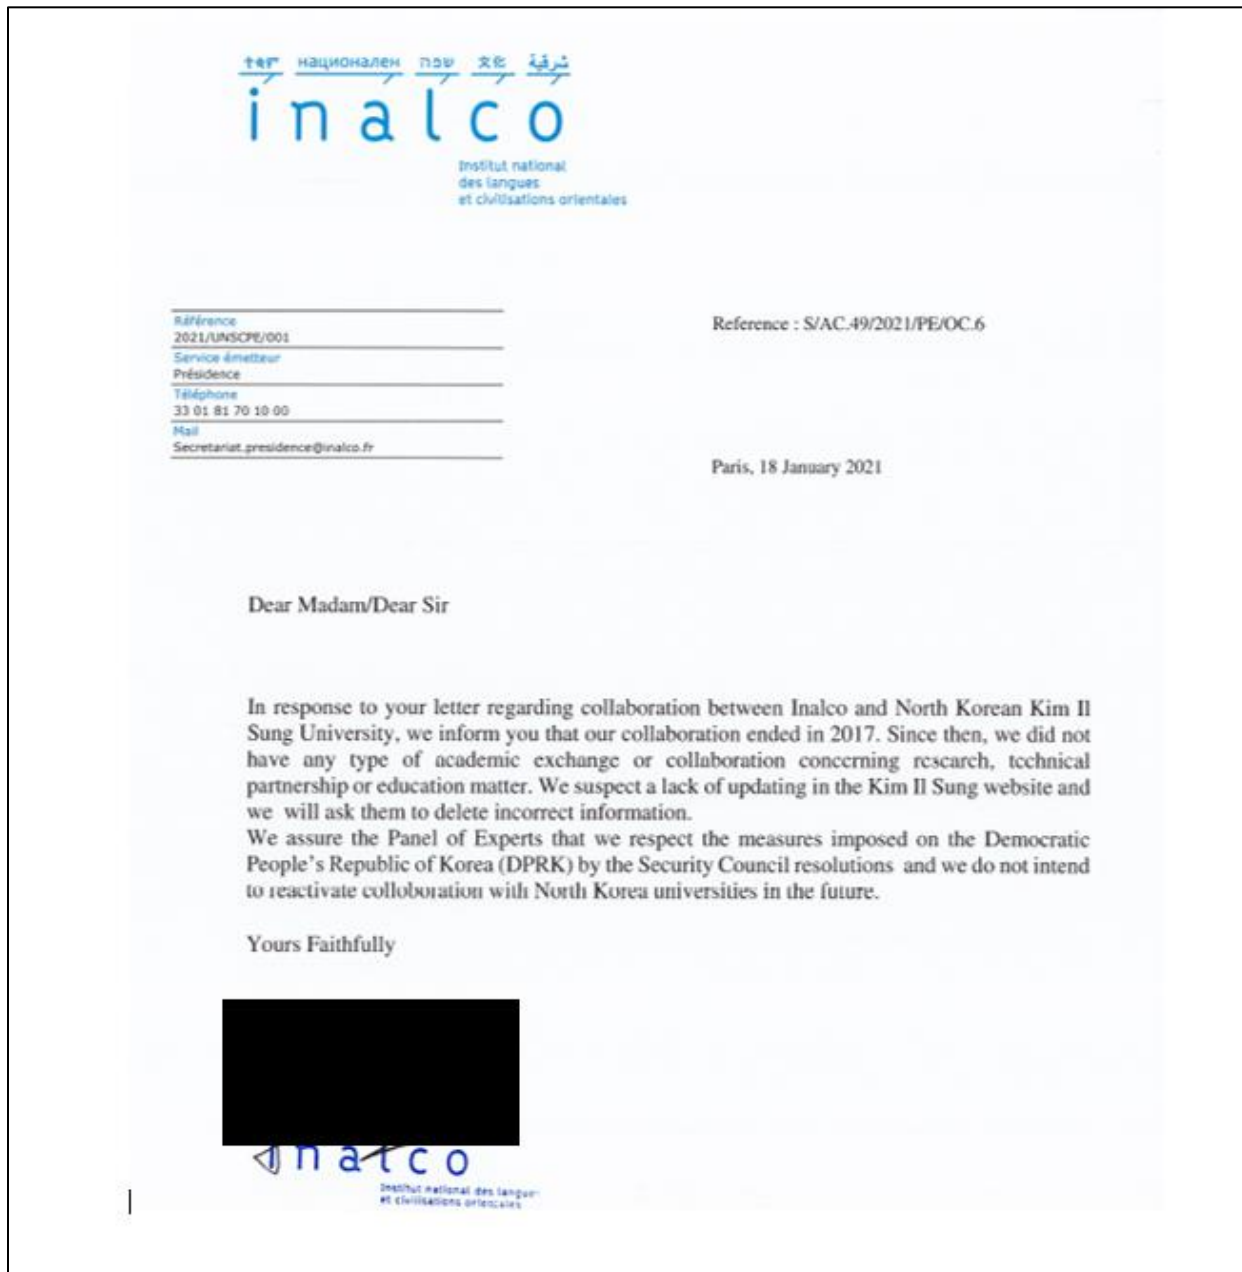 национален שפה 文化 شرقية
inalco
Institut national
des langues
et civilisations orientales
Référence
2021/UNSCPE/001
Service émetteur
Présidence
Téléphone
33 01 81 70 10 00
Mail
Secretariat.presidence@inalco.fr
Reference : S/AC.49/2021/PE/OC.6
Paris, 18 January 2021
Dear Madam/Dear Sir
In response to your letter regarding collaboration between Inalco and North Korean Kim Il
Sung University, we inform you that our collaboration ended in 2017. Since then, we did not
have any type of academic exchange or collaboration concerning research, technical
partnership or education matter. We suspect a lack of updating in the Kim Il Sung website and
we will ask them to delete incorrect information.
We assure the Panel of Experts that we respect the measures imposed on the Democratic
People's Republic of Korea (DPRK) by the Security Council resolutions and we do not intend
to reactivate colloboration with North Korea universities in the future.
Yours Faithfully
inalco
Institut national des langues
et civilisations orientales